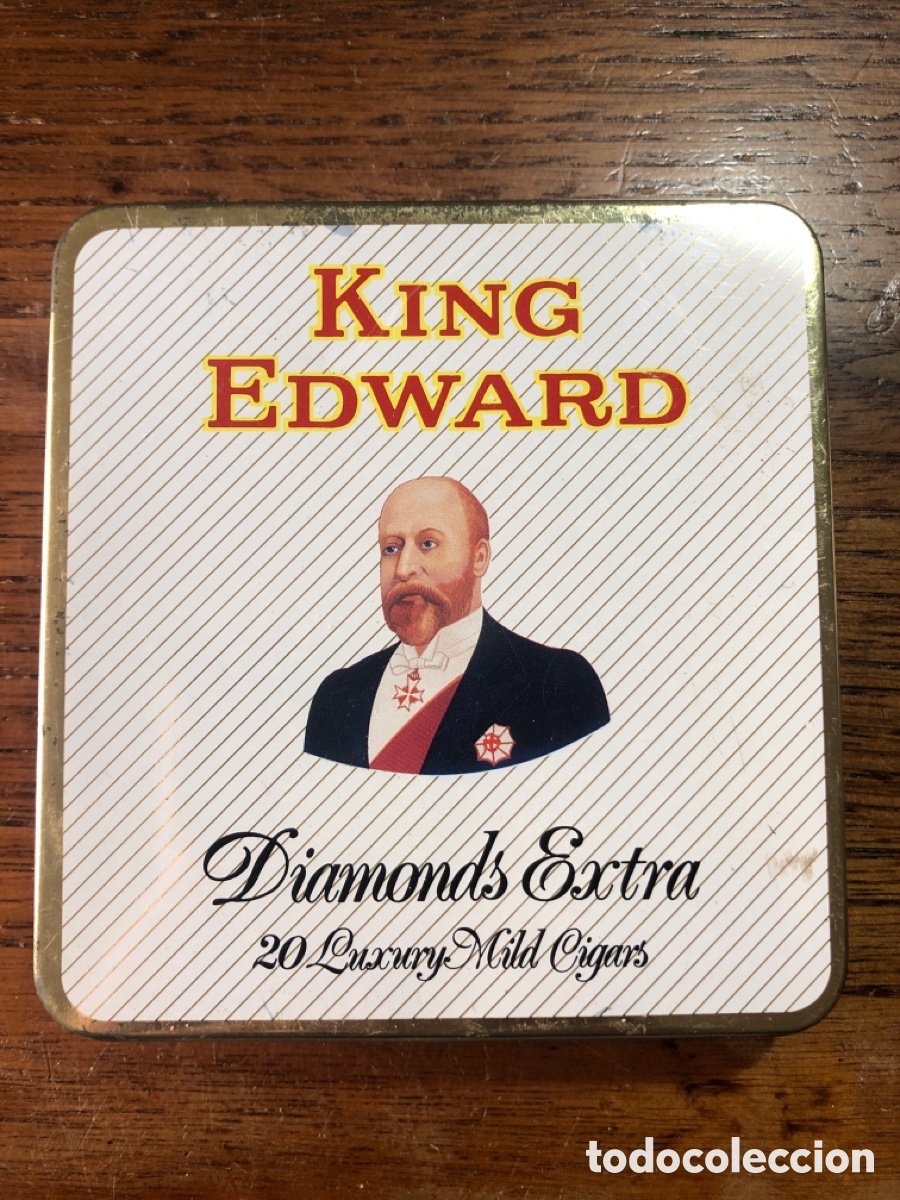 KING
EDWARD
Diamonds Extra
20 Luxury Mild Cigars
todocoleccion